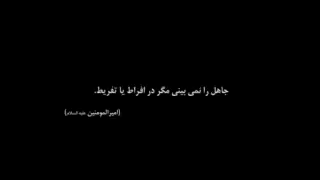 جاهل را نمی بینی مگر در افراط یا تفریط.
(امیرالمومنین علیه السلام)